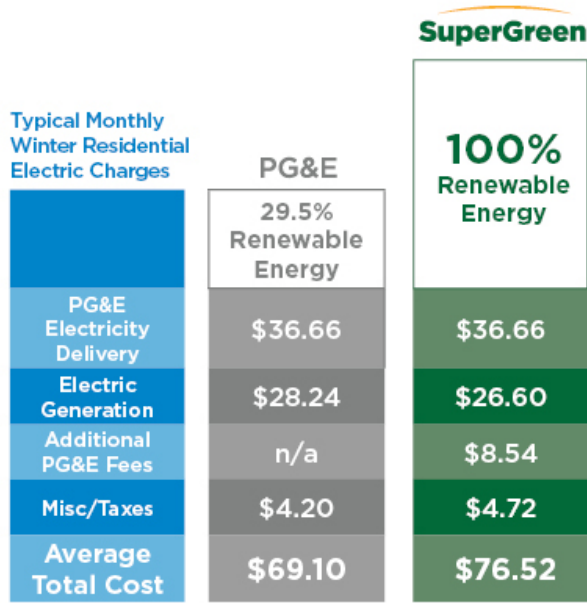 SuperGreen
Typical Monthly
Winter Residential
Electric Charges
PG&E
100%
Renewable
Energy
29.5%
Renewable
Energy
PG&E
Electricity
Delivery
$36.66
$36.66
Electric
Generation
$28.24
$26.60
Additional
PG&E Fees
n/a
$8.54
Misc/Taxes
$4.20
$4.72
Average
Total Cost
$69.10
$76.52